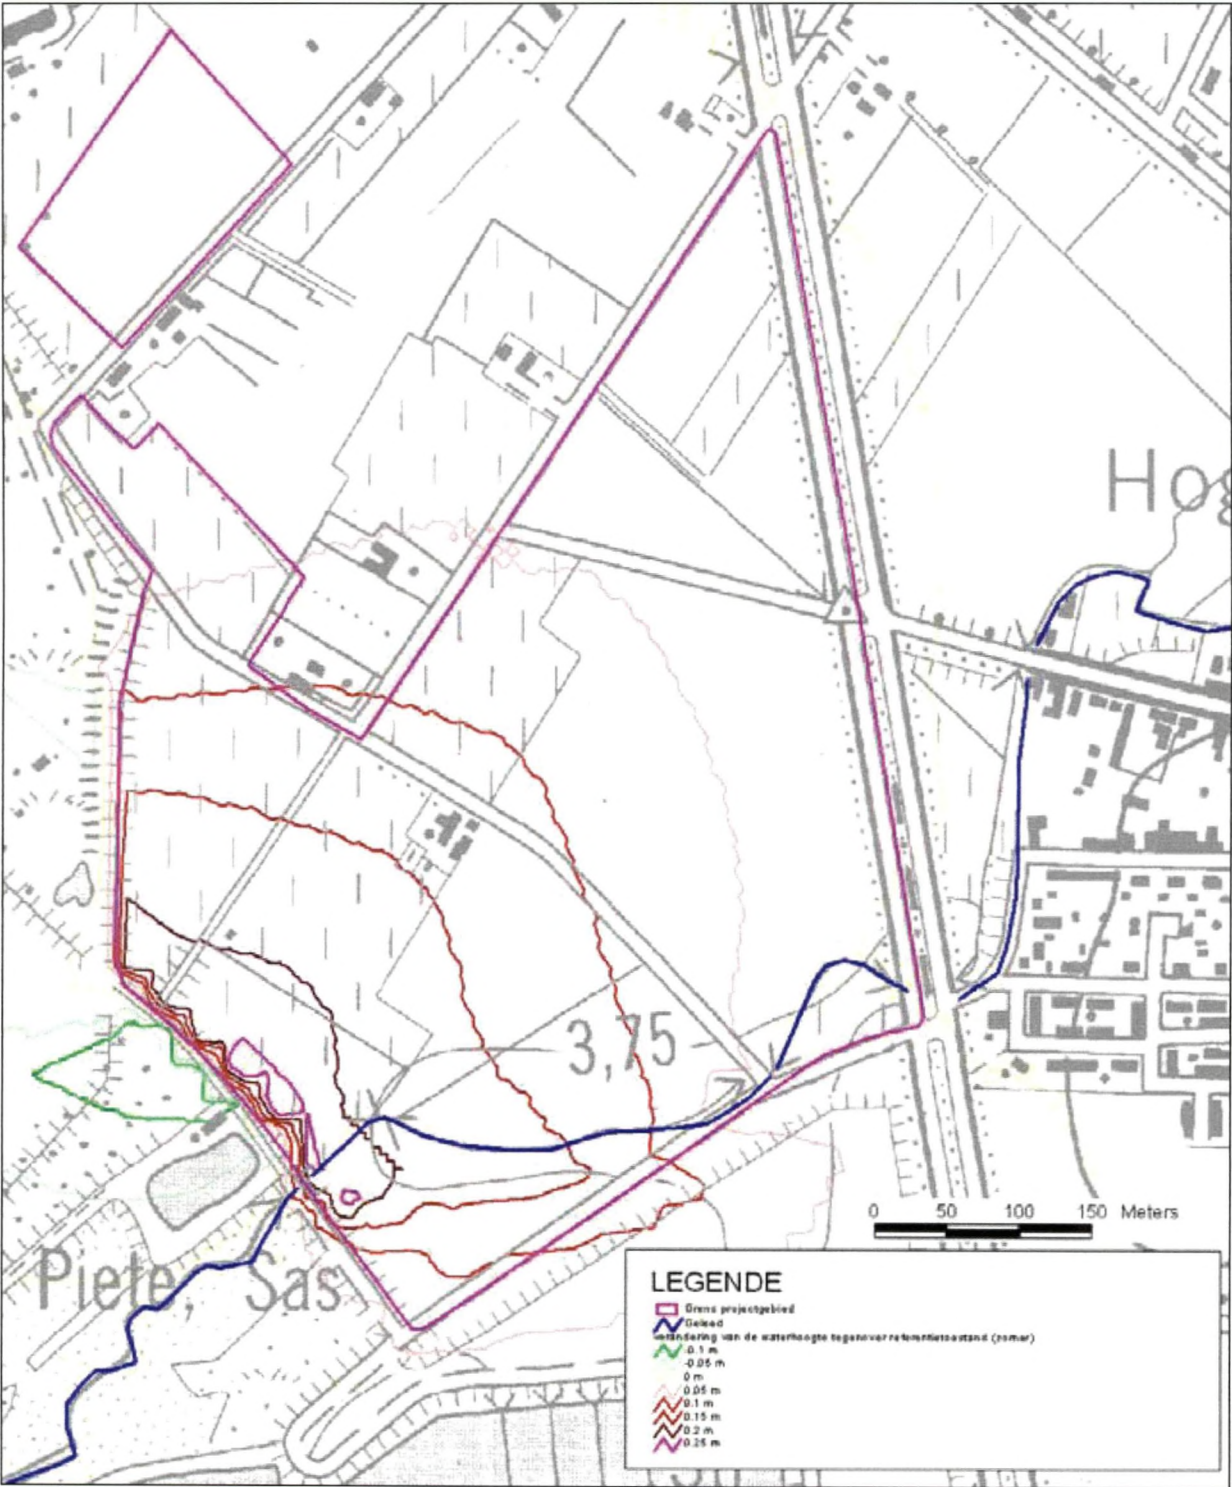 Hog
3,75
0 50 100 150 Meters
Piete, Sas
LEGENDE
Grens projectgebied
Geleed
verandering van de waterhoogte tegenover referentietoestand (zomer)
-0.1 m
-0.05 m
0 m
0.05 m
0.1 m
0.15 m
0.2 m
0.25 m